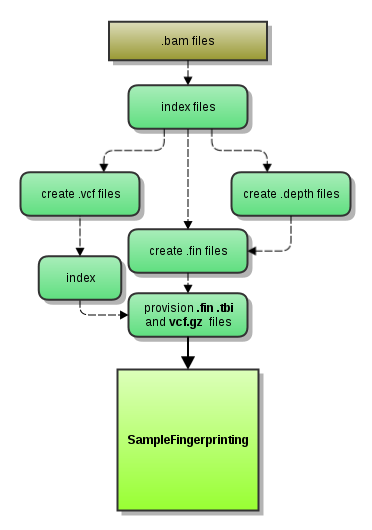 .bam files
index files
create .vcf files
create .depth files
create .fin files
index
provision .fin .tbi
and vcf.gz files
SampleFingerprinting